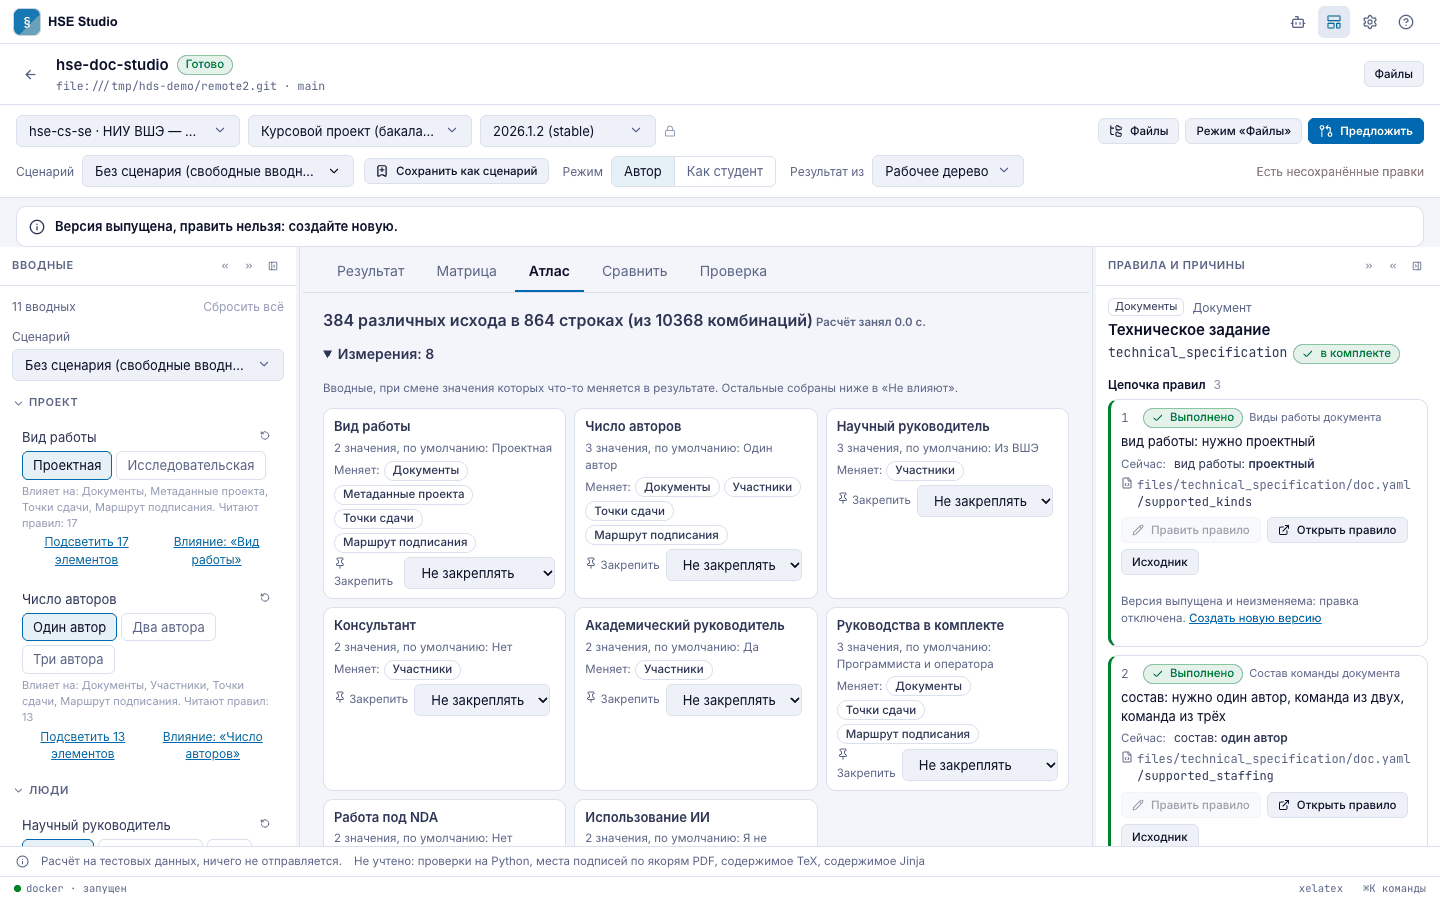 § HSE Studio
hse-doc-studio Готово
file:///tmp/hds-demo/remote2.git · main
Файлы
hse-cs-se · НИУ ВШЭ — ...
Курсовой проект (бакала...
2026.1.2 (stable)
Файлы
Режим «Файлы»
Предложить
Сценарий
Без сценария (свободные вводн...
Сохранить как сценарий
Режим
Автор
Как студент
Результат из
Рабочее дерево
Есть несохранённые правки
Версия выпущена, править нельзя: создайте новую.
ВВОДНЫЕ
« »
11 вводных
Сбросить всё
Сценарий
Без сценария (свободные вводн...
ПРОЕКТ
Вид работы
Проектная
Исследовательская
Влияет на: Документы, Метаданные проекта,
Точки сдачи, Маршрут подписания. Читают
правил: 17
Подсветить 17
элементов
Влияние: «Вид
работы»
Число авторов
Один автор
Два автора
Три автора
Влияет на: Документы, Участники, Точки
сдачи, Маршрут подписания. Читают правил:
13
Подсветить 13
элементов
Влияние: «Число
авторов»
ЛЮДИ
Научный руководитель
Результат
Матрица
Атлас
Сравнить
Проверка
384 различных исхода в 864 строках (из 10368 комбинаций) Расчёт занял 0.0 с.
▼ Измерения: 8
Вводные, при смене значения которых что-то меняется в результате. Остальные собраны ниже в «Не влияют».
Вид работы
2 значения, по умолчанию: Проектная
Меняет: Документы
Метаданные проекта
Точки сдачи
Маршрут подписания
Закрепить
Не закреплять
Число авторов
3 значения, по умолчанию: Один
автор
Меняет: Документы Участники
Точки сдачи
Маршрут подписания
Закрепить
Не закреплять
Научный руководитель
3 значения, по умолчанию: Из ВШЭ
Меняет: Участники
Закрепить
Не закреплять
Консультант
2 значения, по умолчанию: Нет
Меняет: Участники
Закрепить
Не закреплять
Академический руководитель
2 значения, по умолчанию: Да
Меняет: Участники
Закрепить
Не закреплять
Руководства в комплекте
3 значения, по умолчанию:
Программиста и оператора
Меняет: Документы
Точки сдачи
Маршрут подписания
Закрепить
Не закреплять
Работа под NDA
2 значения, по умолчанию: Нет
Использование ИИ
2 значения, по умолчанию: Я не
ПРАВИЛА И ПРИЧИНЫ
» «
Документы Документ
Техническое задание
technical_specification в комплекте
Цепочка правил 3
1 Выполнено Виды работы документа
вид работы: нужно проектный
Сейчас: вид работы: проектный
files/technical_specification/doc.yaml
/supported_kinds
Править правило
Открыть правило
Исходник
Версия выпущена и неизменяема: правка
отключена. Создать новую версию
2 Выполнено Состав команды документа
состав: нужно один автор, команда из двух,
команда из трёх
Сейчас: состав: один автор
files/technical_specification/doc.yaml
/supported_staffing
Править правило
Открыть правило
Исходник
Расчёт на тестовых данных, ничего не отправляется. Не учтено: проверки на Python, места подписей по якорям PDF, содержимое TeX, содержимое Jinja
docker · запущен
xelatex
⌘K команды